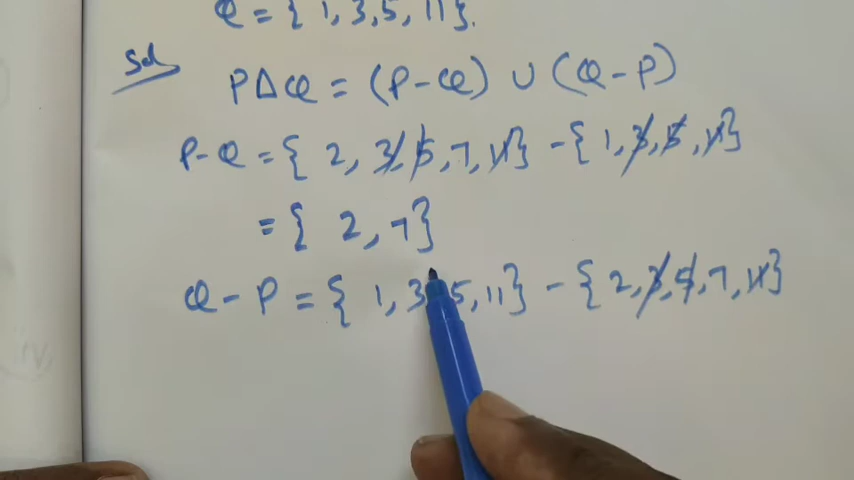 Q = { 1, 3, 5, 11 }.
Sol
P Δ Q = (P - Q) ∪ (Q - P)
P - Q = { 2, 3, 5, 7, 11 } - { 1, 3, 5, 11 }
= { 2, 7 }
Q - P = { 1, 3, 5, 11 } - { 2, 3, 5, 7, 11 }